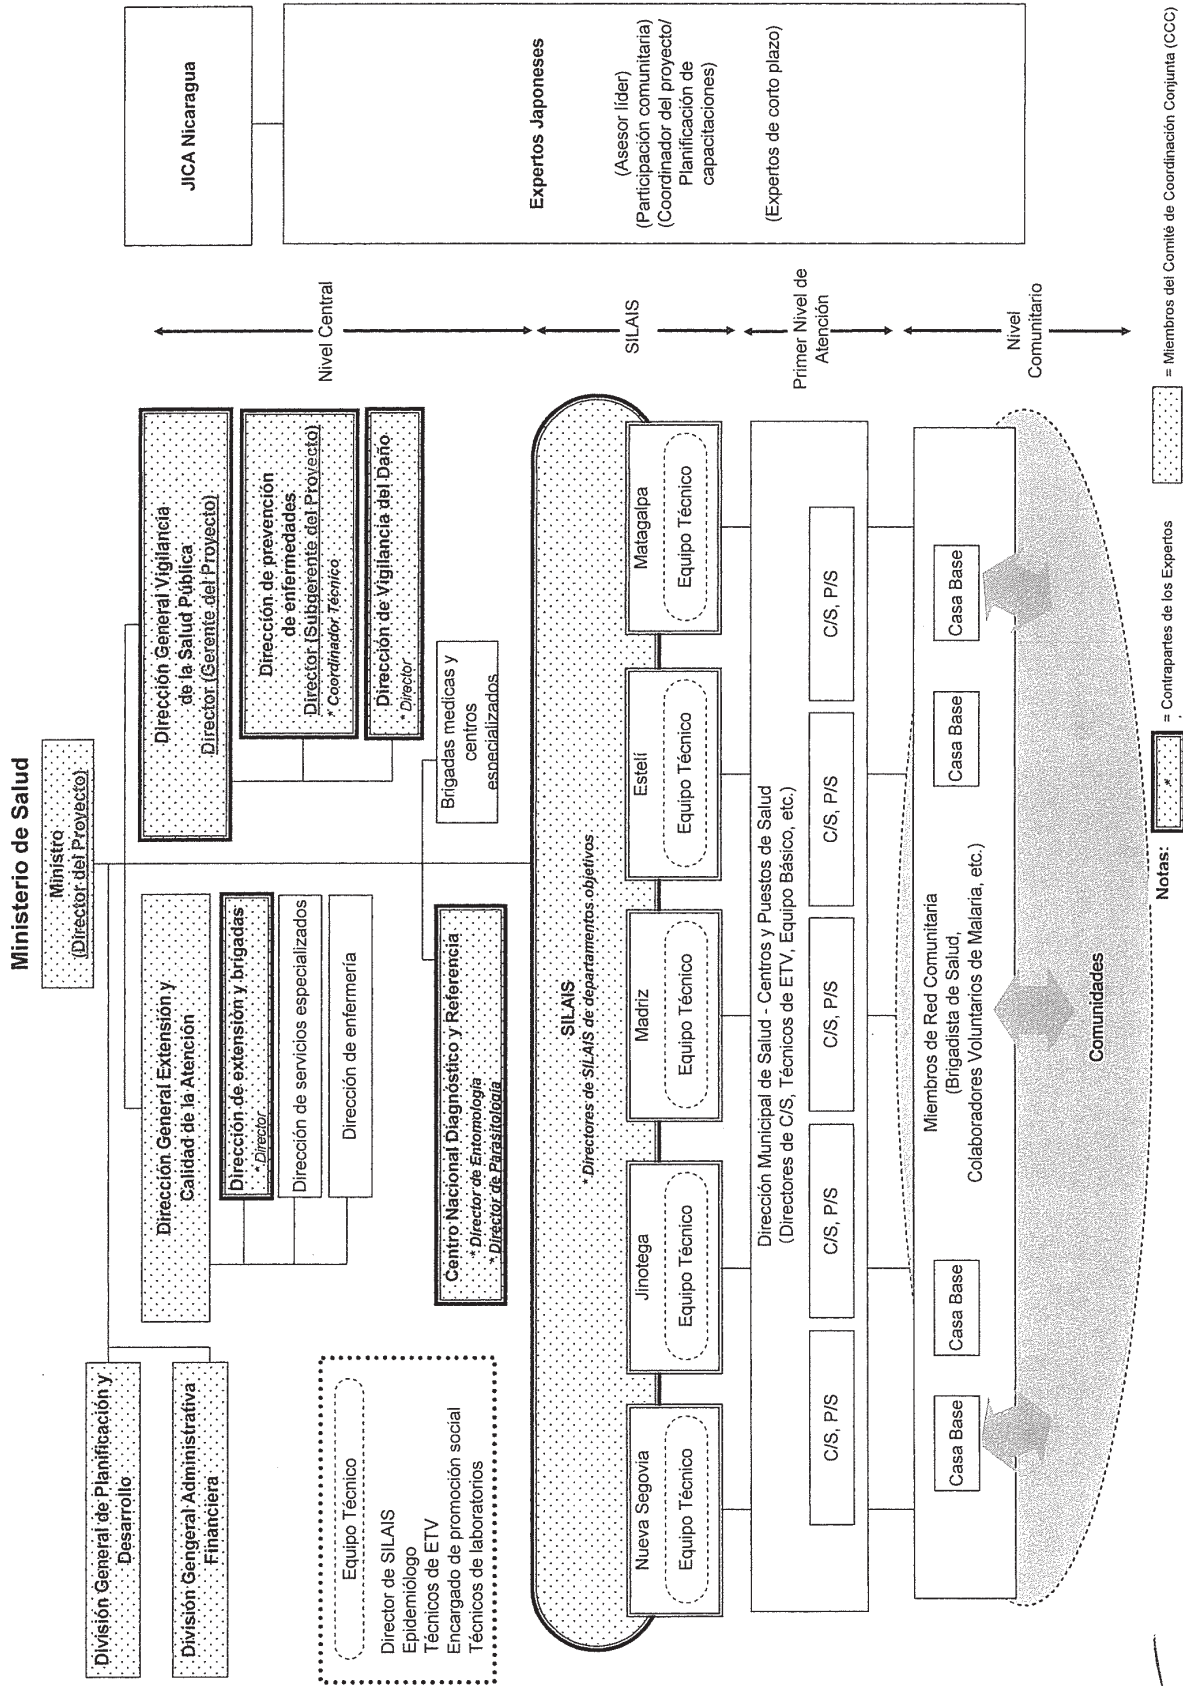 Ministerio de Salud
Ministro
(Director del Proyecto)
División General de Planificación y
Desarrollo
División Gengeral Administrativa
Financiera
Dirección General Extensión y
Calidad de la Atención
Dirección de extensión y brigadas
* Director
Dirección de servicios especializados
Dirección de enfermería
Dirección General Vigilancia
de la Salud Pública
Director (Gerente del Proyecto)
Dirección de prevención
de enfermedades
Director (Subgerente del Proyecto)
* Coordinador Técnico
Dirección de Vigilancia del Daño
* Director
Centro Nacional Diagnóstico y Referencia
* Director de Entomología
* Director de Parasitología
Brigadas medicas y
centros
especializados
Equipo Técnico
Director de SILAIS
Epidemiólogo
Técnicos de ETV
Encargado de promoción social
Técnicos de laboratorios
SILAIS
* Directores de SILAIS de departamentos objetivos
Nueva Segovia
Equipo Técnico
Jinotega
Equipo Técnico
Madriz
Equipo Técnico
Estelí
Equipo Técnico
Matagalpa
Equipo Técnico
Dirección Municipal de Salud - Centros y Puestos de Salud
(Directores de C/S, Técnicos de ETV, Equipo Básico, etc.)
C/S, P/S
C/S, P/S
C/S, P/S
C/S, P/S
C/S, P/S
Miembros de Red Comunitaria
(Brigadista de Salud,
Colaboradores Voluntarios de Malaria, etc.)
Casa Base
Casa Base
Casa Base
Casa Base
Comunidades
Nivel Central
SILAIS
Primer Nivel de
Atención
Nivel
Comunitario
JICA Nicaragua
Expertos Japoneses
(Asesor líder)
(Participación comunitaria)
(Coordinador del proyecto/
Planificación de
capacitaciones)
(Expertos de corto plazo)
Notas:
*
= Contrapartes de los Expertos
= Miembros del Comité de Coordinación Conjunta (CCC)